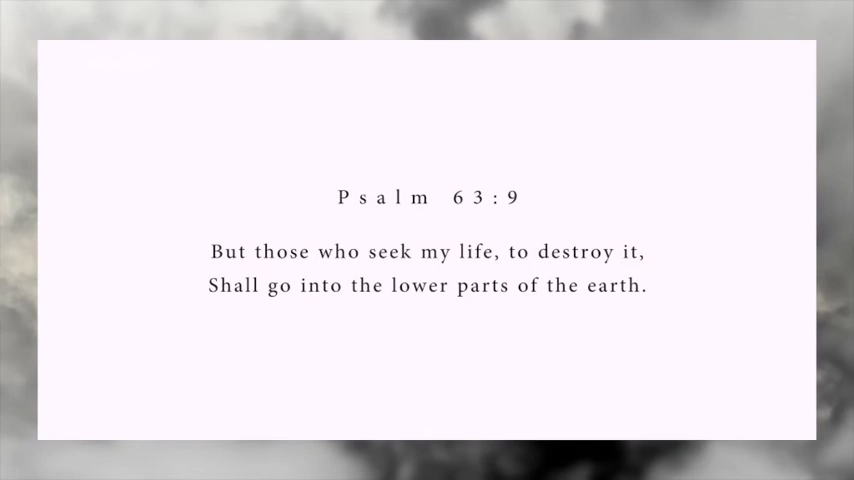 Psalm 63:9
But those who seek my life, to destroy it,
Shall go into the lower parts of the earth.